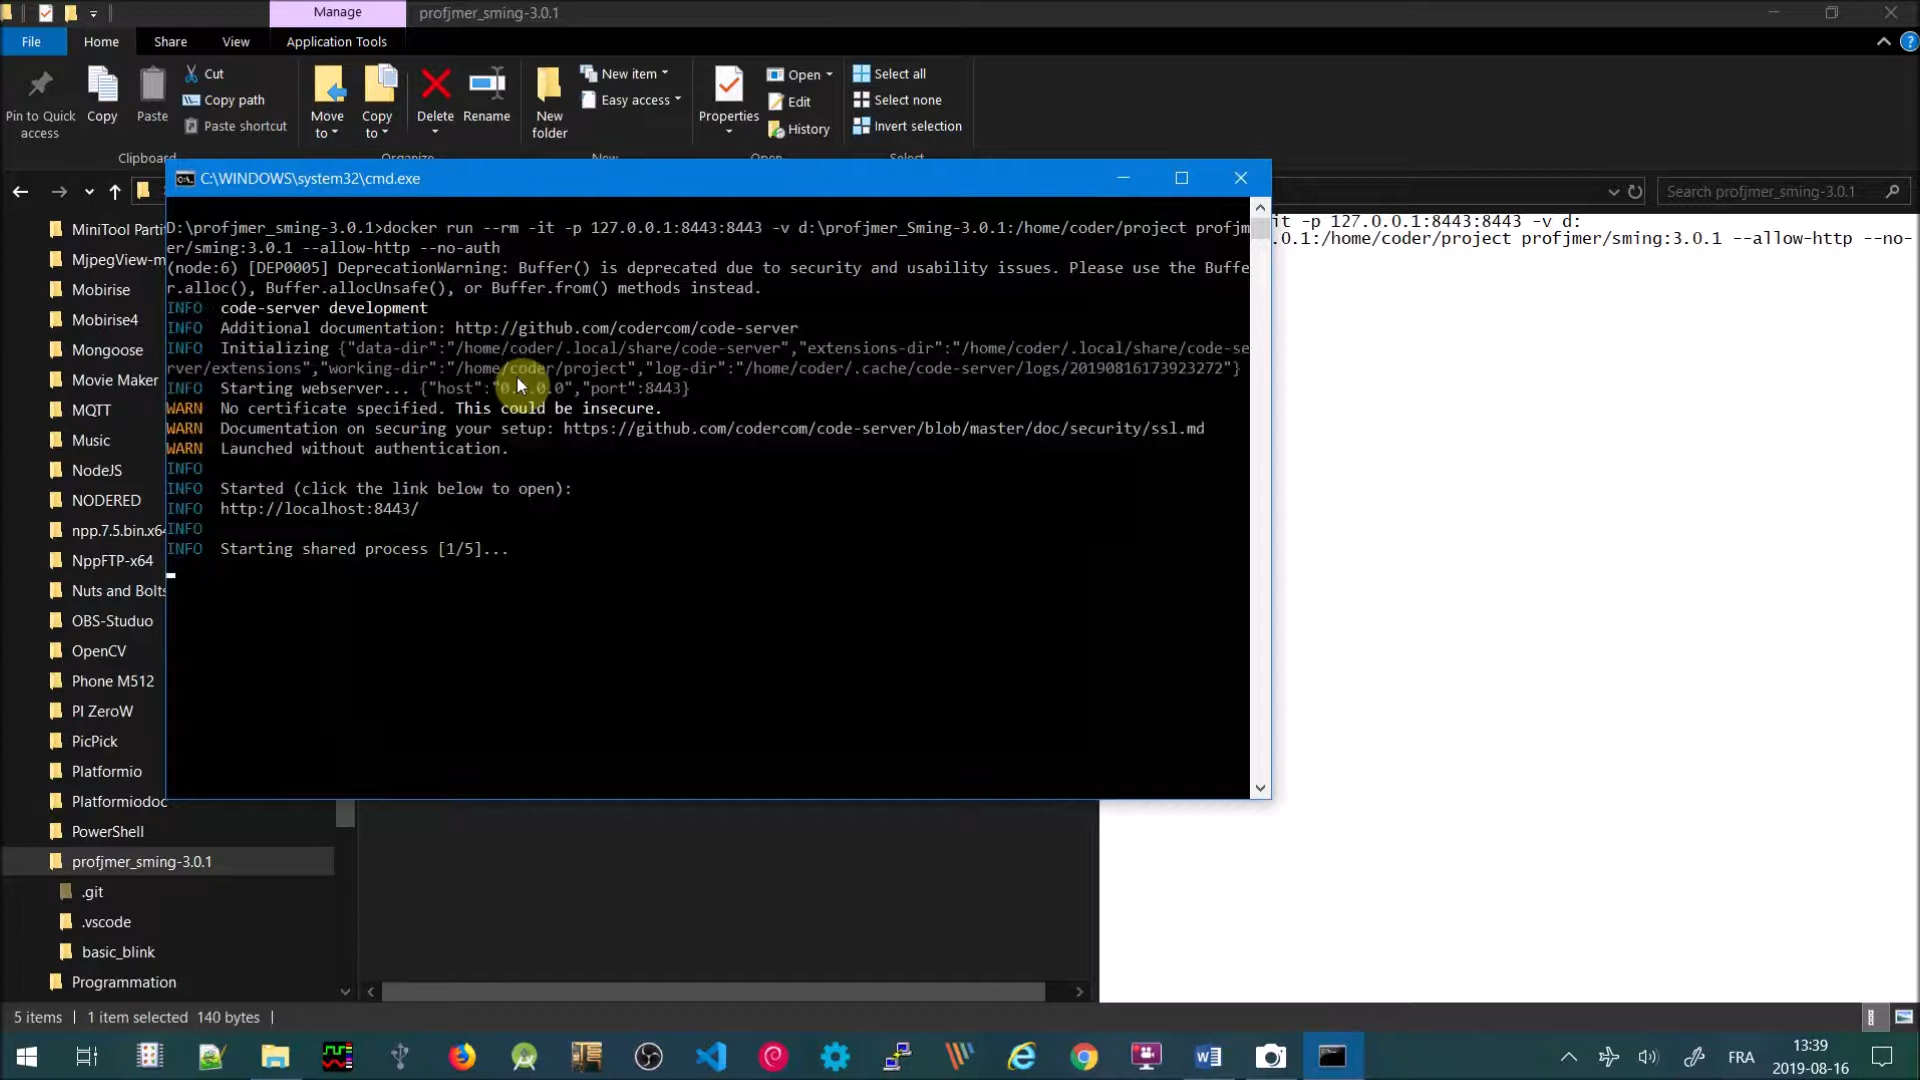 Manage
profjmer_sming-3.0.1
File
Home
Share
View
Application Tools
Pin to Quick
access
Copy
Paste
Cut
Copy path
Paste shortcut
Clipboard
Move
to
Copy
to
Delete
Rename
Organize
New
folder
New item
Easy access
New
Properties
Open
Edit
History
Open
Select all
Select none
Invert selection
Select
Search profjmer_sming-3.0.1
C:\WINDOWS\system32\cmd.exe
D:\profjmer_sming-3.0.1>docker run --rm -it -p 127.0.0.1:8443:8443 -v d:\profjmer_Sming-3.0.1:/home/coder/project profjm
er/sming:3.0.1 --allow-http --no-auth
(node:6) [DEP0005] DeprecationWarning: Buffer() is deprecated due to security and usability issues. Please use the Buffe
r.alloc(), Buffer.allocUnsafe(), or Buffer.from() methods instead.
INFO code-server development
INFO Additional documentation: http://github.com/codercom/code-server
INFO Initializing {"data-dir":"/home/coder/.local/share/code-server","extensions-dir":"/home/coder/.local/share/code-se
rver/extensions","working-dir":"/home/coder/project","log-dir":"/home/coder/.cache/code-server/logs/20190816173923272"}
INFO Starting webserver... {"host":"0.0.0.0","port":8443}
WARN No certificate specified. This could be insecure.
WARN Documentation on securing your setup: https://github.com/codercom/code-server/blob/master/doc/security/ssl.md
WARN Launched without authentication.
INFO
INFO Started (click the link below to open):
INFO http://localhost:8443/
INFO
INFO Starting shared process [1/5]...
it -p 127.0.0.1:8443:8443 -v d:
.0.1:/home/coder/project profjmer/sming:3.0.1 --allow-http --no-
MiniTool Parti
MjpegView-m
Mobirise
Mobirise4
Mongoose
Movie Maker
MQTT
Music
NodeJS
NODERED
npp.7.5.bin.x64
NppFTP-x64
Nuts and Bolts
OBS-Studuo
OpenCV
Phone M512
PI ZeroW
PicPick
Platformio
Platformiodoc
PowerShell
profjmer_sming-3.0.1
.git
.vscode
basic_blink
Programmation
5 items
1 item selected 140 bytes
FRA
13:39
2019-08-16